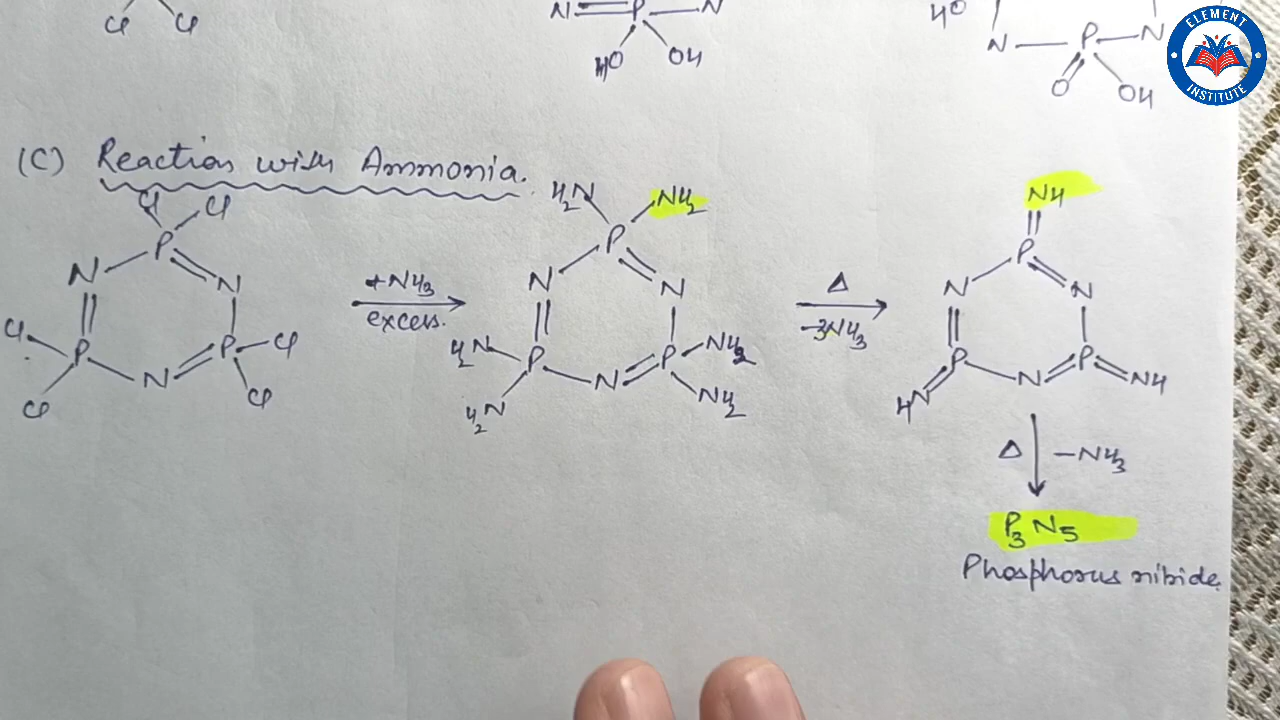 Cl Cl
N P N
HO OH
HO
N P N
O OH
ELEMENT
INSTITUTE
(C) Reaction with Ammonia.
Cl Cl
P
N N
Cl P P Cl
N
Cl Cl
+NH3
excess.
H2N NH2
P
N N
H2N P P NH2
N
H2N NH2
Δ
-3NH3
NH
P
N N
P P
HN N NH
Δ -NH3
P3N5
Phosphorus nitride.